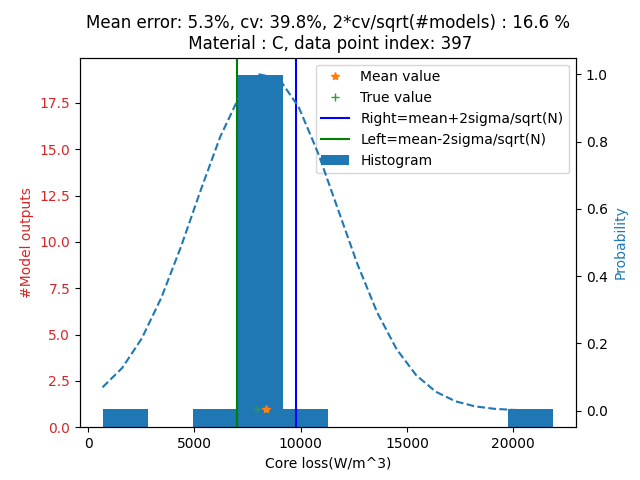 Mean error: 5.3%, cv: 39.8%, 2*cv/sqrt(#models) : 16.6 %
Material : C, data point index: 397
Mean value
True value
Right=mean+2sigma/sqrt(N)
Left=mean-2sigma/sqrt(N)
Histogram
#Model outputs
17.5
15.0
12.5
10.0
7.5
5.0
2.5
0.0
1.0
0.8
0.6
0.4
0.2
0.0
Probability
0 5000 10000 15000 20000
Core loss(W/m^3)